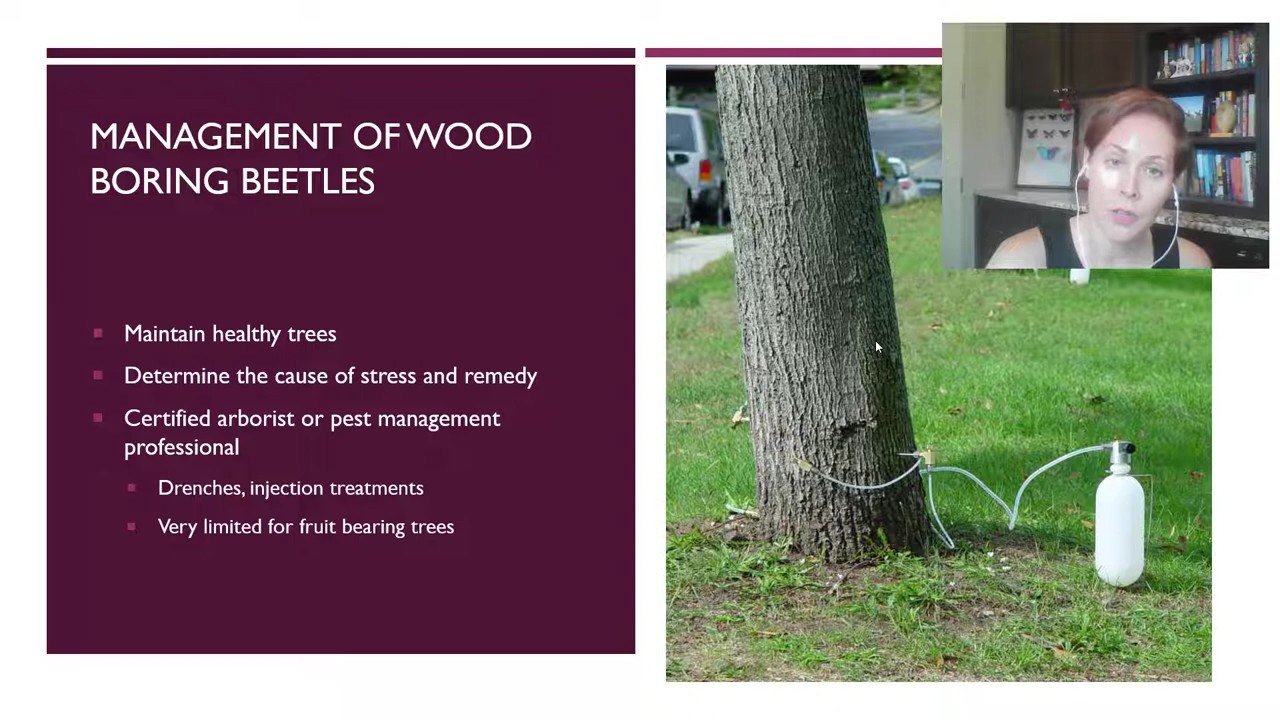 MANAGEMENT OF WOOD
BORING BEETLES
Maintain healthy trees
Determine the cause of stress and remedy
Certified arborist or pest management
professional
Drenches, injection treatments
Very limited for fruit bearing trees